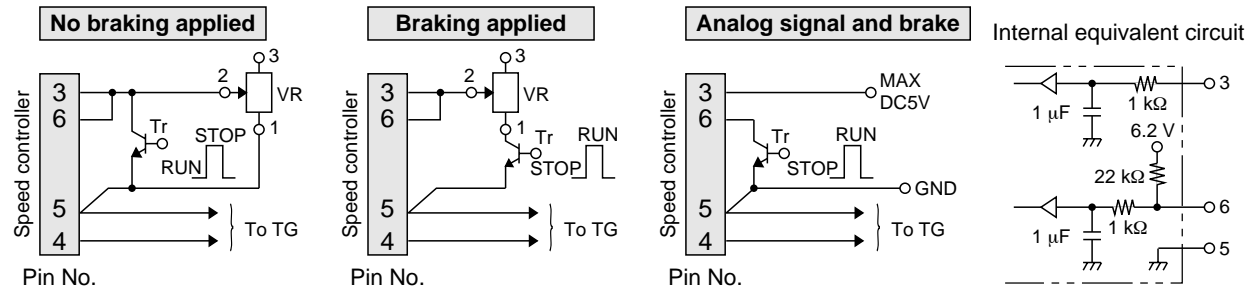 No braking applied
Speed controller
3
6
5
4
Pin No.
2
3
VR
1
Tr
STOP
RUN
To TG
Braking applied
Speed controller
3
6
5
4
Pin No.
2
3
VR
1
Tr
RUN
STOP
To TG
Analog signal and brake
Speed controller
3
6
5
4
Pin No.
MAX
DC5V
Tr
RUN
STOP
GND
To TG
Internal equivalent circuit
3
1 kΩ
1 μF
6.2 V
22 kΩ
6
1 kΩ
1 μF
5